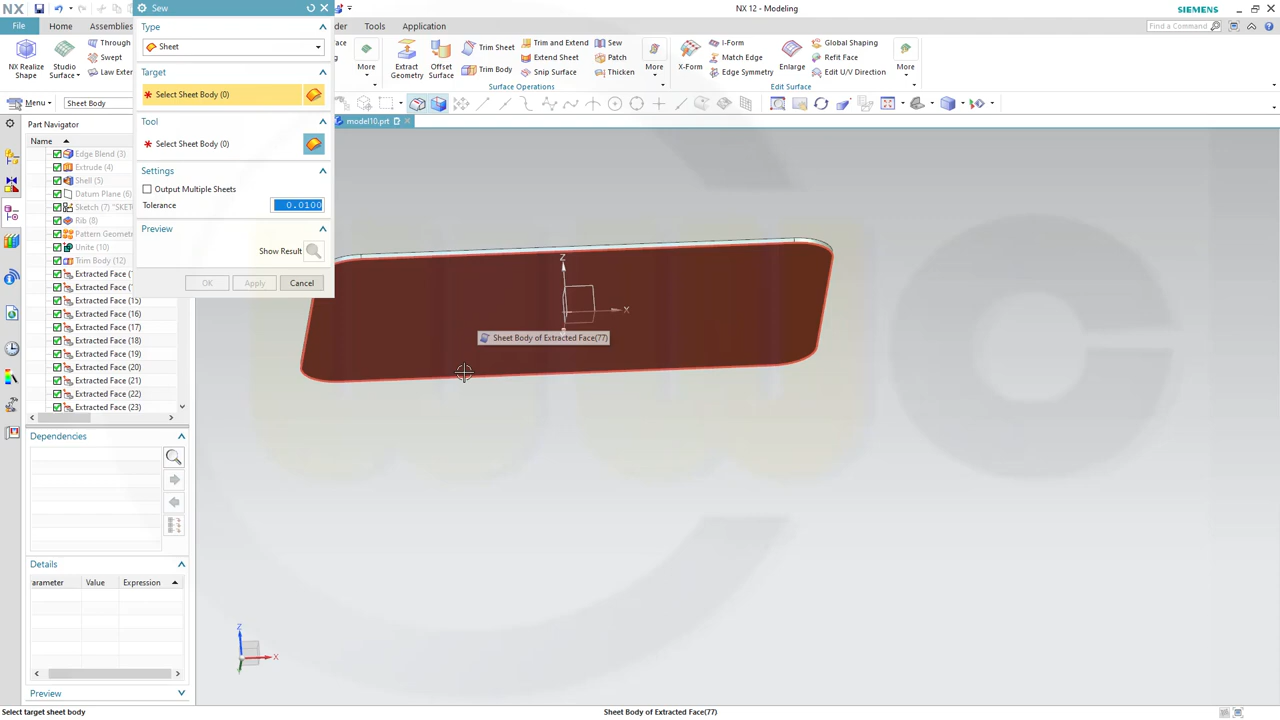 NX
Sew
NX 12 - Modeling
SIEMENS
File
Home
Assemblies
der
Tools
Application
Find a Command
Type
Sheet
Target
* Select Sheet Body (0)
Tool
* Select Sheet Body (0)
Settings
Output Multiple Sheets
Tolerance
0.0100
Preview
Show Result
OK
Apply
Cancel
NX Realize Shape
Studio Surface
Through
Swept
Law Exter
More
Extract Geometry
Offset Surface
Trim Sheet
Trim Body
Trim and Extend
Extend Sheet
Snip Surface
Sew
Patch
Thicken
More
Surface Operations
X-Form
I-Form
Match Edge
Edge Symmetry
Enlarge
Global Shaping
Refit Face
Edit U/V Direction
More
Edit Surface
Menu
Sheet Body
Part Navigator
model10.prt
Name
Edge Blend (3)
Extrude (4)
Shell (5)
Datum Plane (6)
Sketch (7) "SKET
Rib (8)
Pattern Geomet
Unite (10)
Trim Body (12)
Extracted Face (1
Extracted Face (15)
Extracted Face (16)
Extracted Face (17)
Extracted Face (18)
Extracted Face (19)
Extracted Face (20)
Extracted Face (21)
Extracted Face (22)
Extracted Face (23)
Dependencies
Details
arameter
Value
Expression
Preview
Z
X
Sheet Body of Extracted Face(77)
Z
X
Select target sheet body
Sheet Body of Extracted Face(77)